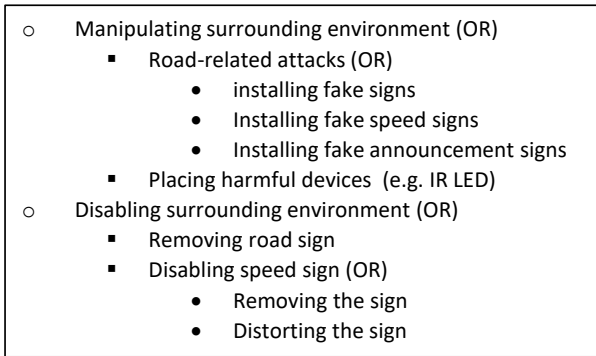 o Manipulating surrounding environment (OR)
▪ Road-related attacks (OR)
• installing fake signs
• Installing fake speed signs
• Installing fake announcement signs
▪ Placing harmful devices (e.g. IR LED)
o Disabling surrounding environment (OR)
▪ Removing road sign
▪ Disabling speed sign (OR)
• Removing the sign
• Distorting the sign